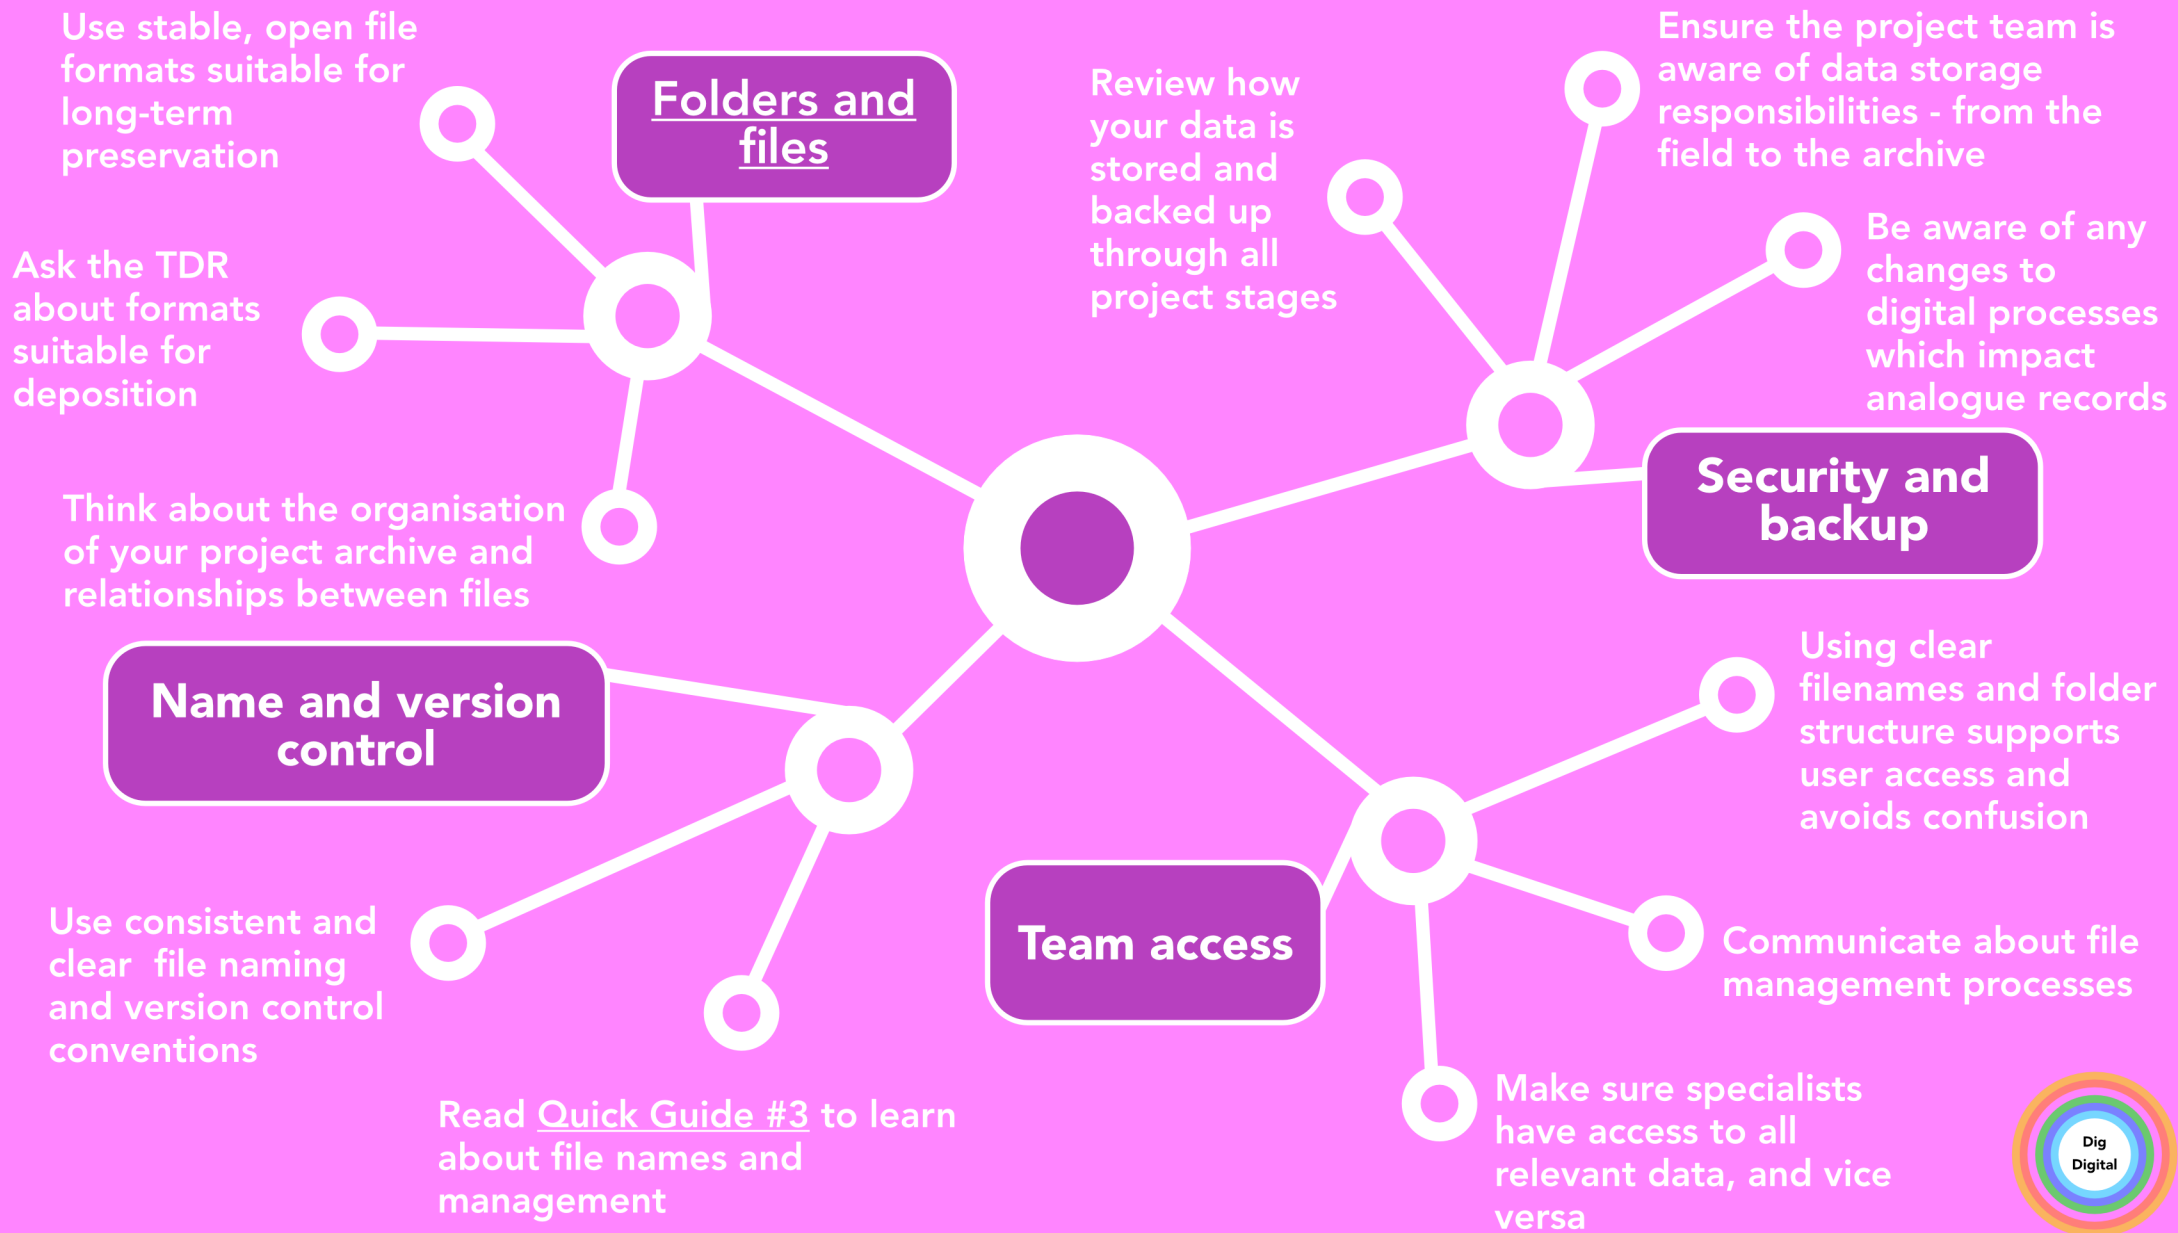 Use stable, open file
formats suitable for
long-term
preservation
Folders and
files
Ask the TDR
about formats
suitable for
deposition
Think about the organisation
of your project archive and
relationships between files
Review how
your data is
stored and
backed up
through all
project stages
Ensure the project team is
aware of data storage
responsibilities - from the
field to the archive
Be aware of any
changes to
digital processes
which impact
analogue records
Security and
backup
Name and version
control
Use consistent and
clear  file naming
and version control
conventions
Read Quick Guide #3 to learn
about file names and
management
Team access
Using clear
filenames and folder
structure supports
user access and
avoids confusion
Communicate about file
management processes
Make sure specialists
have access to all
relevant data, and vice
versa
Dig
Digital